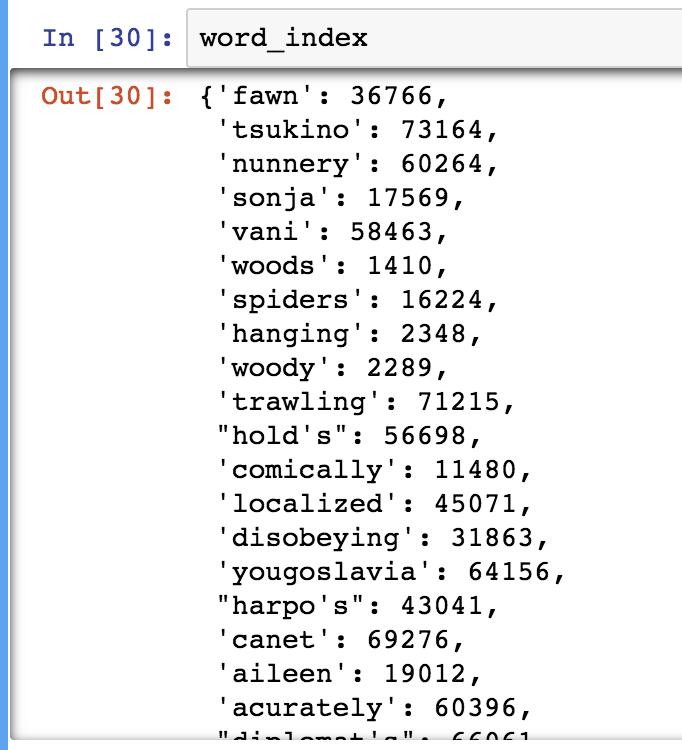 In [30]: word_index
Out[30]: {'fawn': 36766,
'tsukino': 73164,
'nunnery': 60264,
'sonja': 17569,
'vani': 58463,
'woods': 1410,
'spiders': 16224,
'hanging': 2348,
'woody': 2289,
'trawling': 71215,
"hold's": 56698,
'comically': 11480,
'localized': 45071,
'disobeying': 31863,
'yougoslavia': 64156,
"harpo's": 43041,
'canet': 69276,
'aileen': 19012,
'acurately': 60396,
"diplomat's": 66061